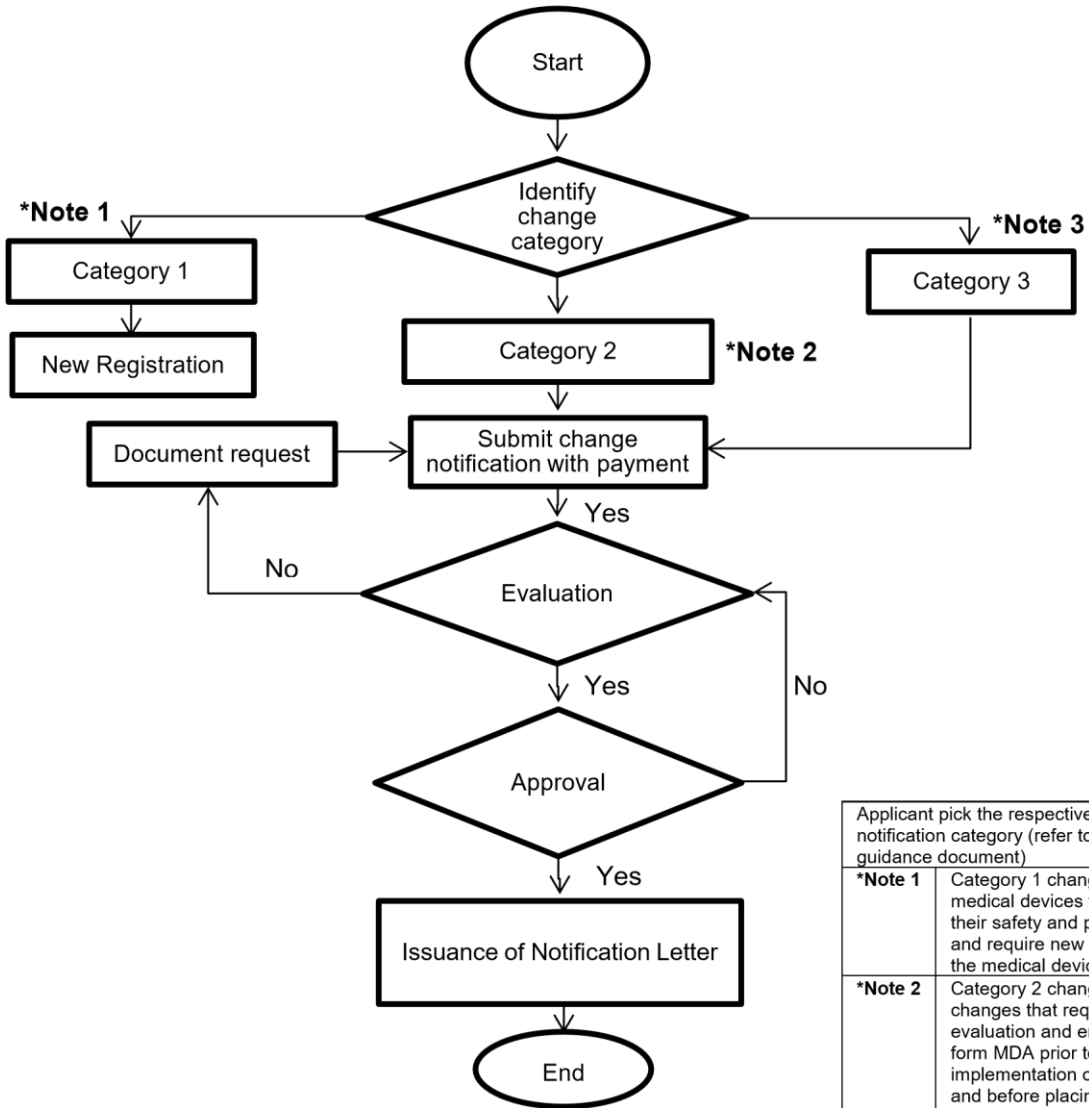 Start
Identify
change
category
*Note 1
Category 1
New Registration
*Note 3
Category 3
Category 2
*Note 2
Document request
Submit change
notification with payment
Yes
No
Evaluation
Yes
No
Approval
Yes
Issuance of Notification Letter
End
Applicant pick the respective
notification category (refer to
guidance document)
*Note 1
Category 1 chang
medical devices
their safety and p
and require new
the medical devic
*Note 2
Category 2 chang
changes that req
evaluation and e
form MDA prior t
implementation
and before placin